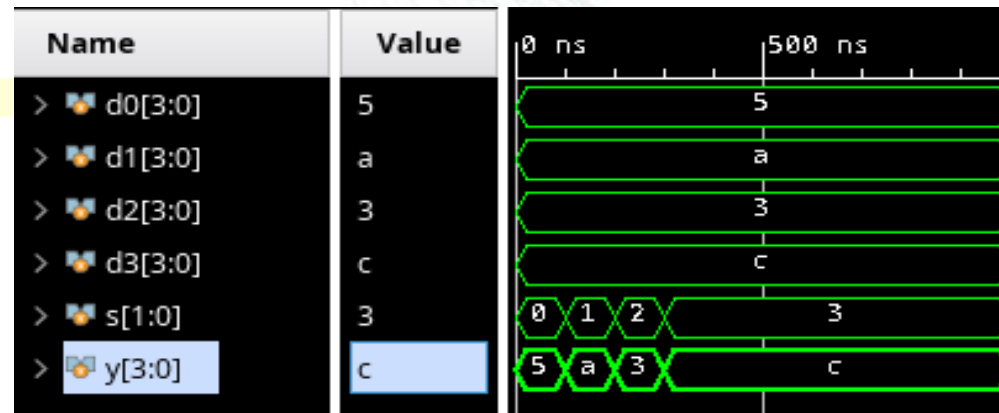 Name Value 0 ns 500 ns
d0[3:0] 5 5
d1[3:0] a a
d2[3:0] 3 3
d3[3:0] c c
s[1:0] 3 0 1 2 3
y[3:0] c 5 a 3 c